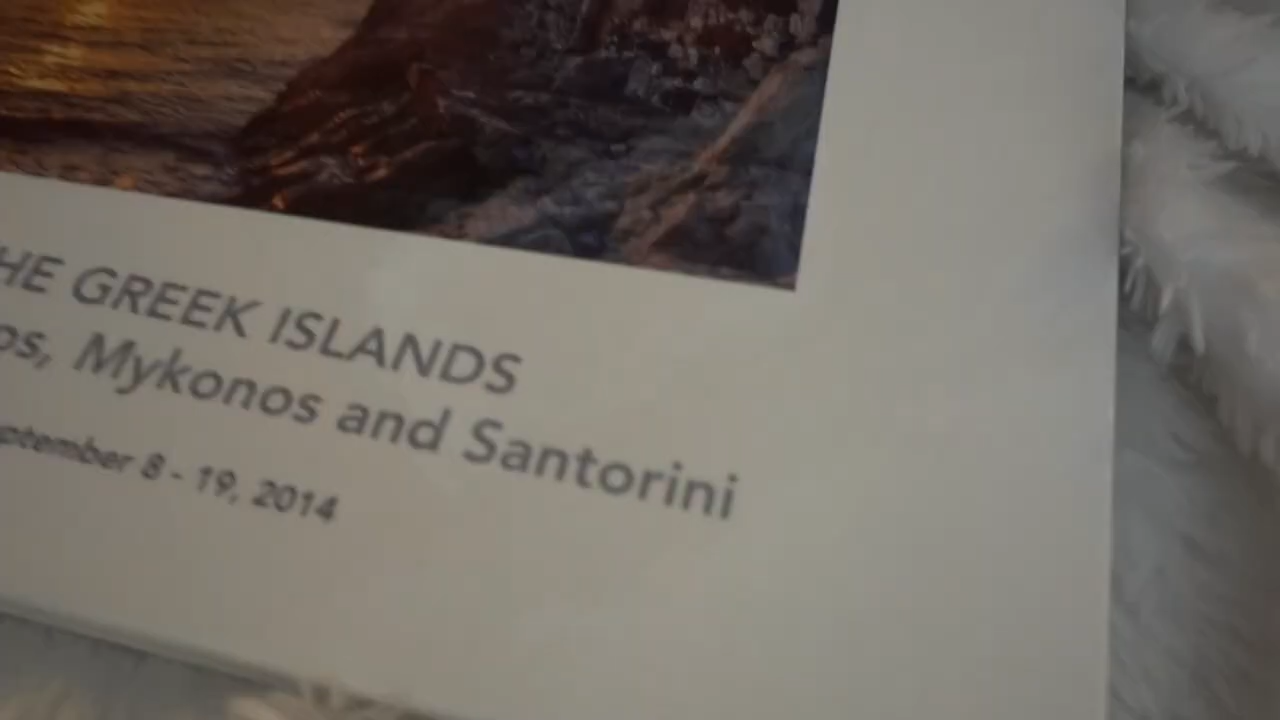 HE GREEK ISLANDS
os, Mykonos and Santorini
ptember 8 - 19, 2014